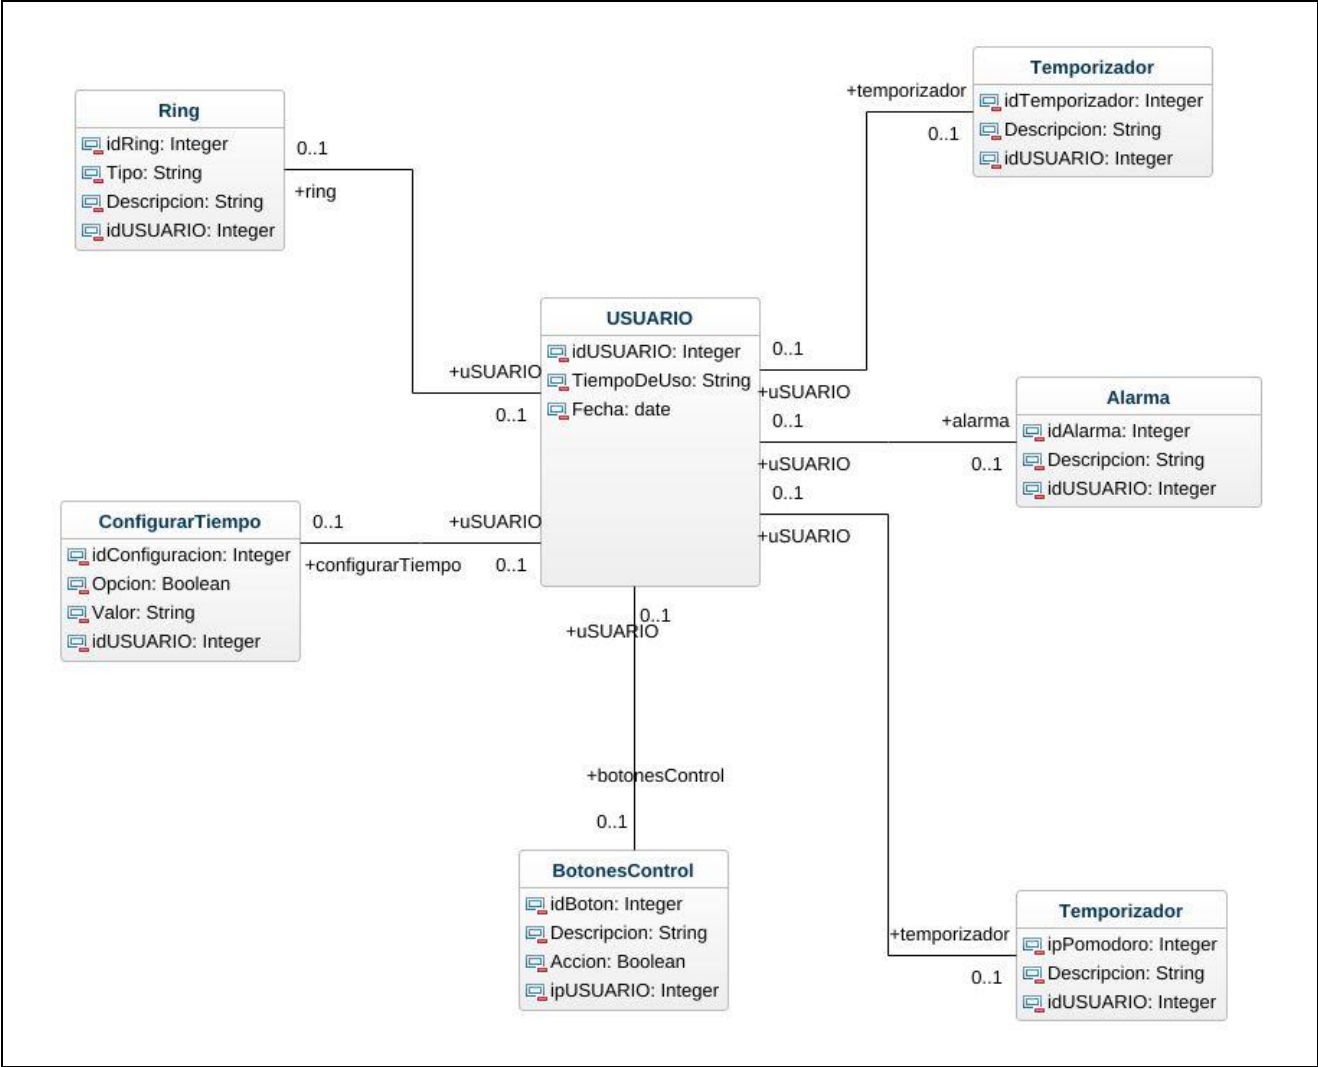 Ring
idRing: Integer
Tipo: String
Descripcion: String
idUSUARIO: Integer
0..1
+ring
+temporizador
0..1
Temporizador
idTemporizador: Integer
Descripcion: String
idUSUARIO: Integer
USUARIO
idUSUARIO: Integer
TiempoDeUso: String
Fecha: date
+uSUARIO
0..1
0..1
+uSUARIO
0..1
+uSUARIO
0..1
+uSUARIO
+alarma
0..1
Alarma
idAlarma: Integer
Descripcion: String
idUSUARIO: Integer
ConfigurarTiempo
idConfiguracion: Integer
Opcion: Boolean
Valor: String
idUSUARIO: Integer
0..1
+configurarTiempo
+uSUARIO
0..1
0..1
+uSUARIO
+botonesControl
0..1
BotonesControl
idBoton: Integer
Descripcion: String
Accion: Boolean
ipUSUARIO: Integer
+temporizador
0..1
Temporizador
ipPomodoro: Integer
Descripcion: String
idUSUARIO: Integer